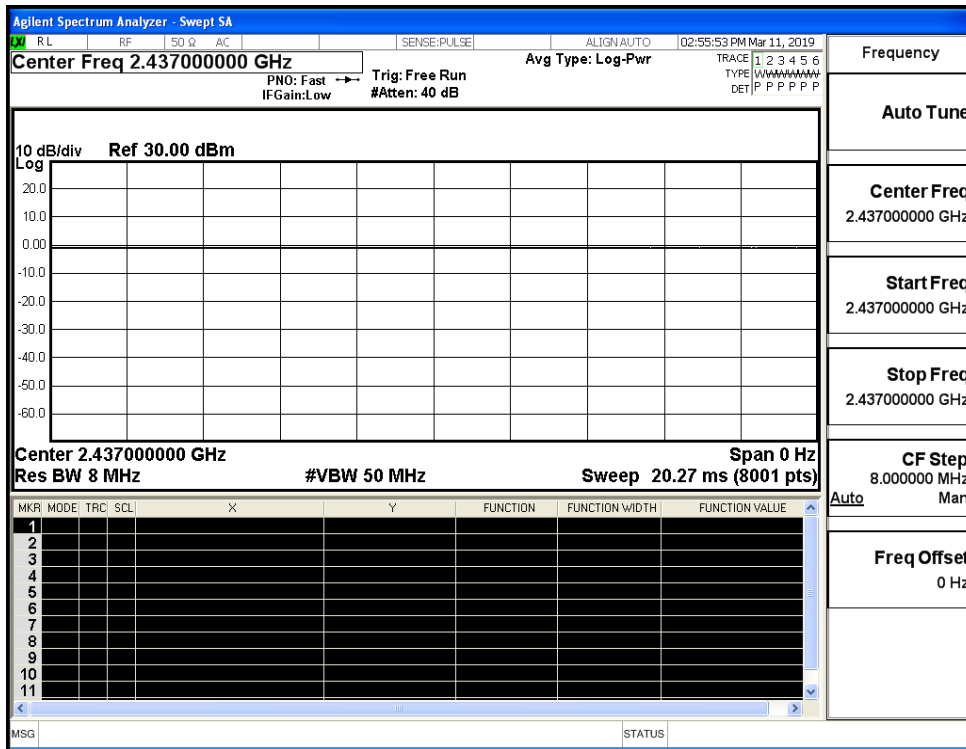 Agilent Spectrum Analyzer - Swept SA
LXI RL RF 50 Ω AC SENSE:PULSE ALIGN AUTO 02:55:53 PM Mar 11, 2019
Center Freq 2.437000000 GHz
PNO: Fast
IFGain:Low
Trig: Free Run
#Atten: 40 dB
Avg Type: Log-Pwr
TRACE 1 2 3 4 5 6
TYPE WWWWWW
DET P P P P P P
10 dB/div Ref 30.00 dBm
Log
20.0
10.0
0.00
-10.0
-20.0
-30.0
-40.0
-50.0
-60.0
Center 2.437000000 GHz Span 0 Hz
Res BW 8 MHz #VBW 50 MHz Sweep 20.27 ms (8001 pts)
MKR MODE TRC SCL X Y FUNCTION FUNCTION WIDTH FUNCTION VALUE
1
2
3
4
5
6
7
8
9
10
11
MSG STATUS
Frequency
Auto Tune
Center Freq
2.437000000 GHz
Start Freq
2.437000000 GHz
Stop Freq
2.437000000 GHz
CF Step
8.000000 MHz
Auto Man
Freq Offset
0 Hz